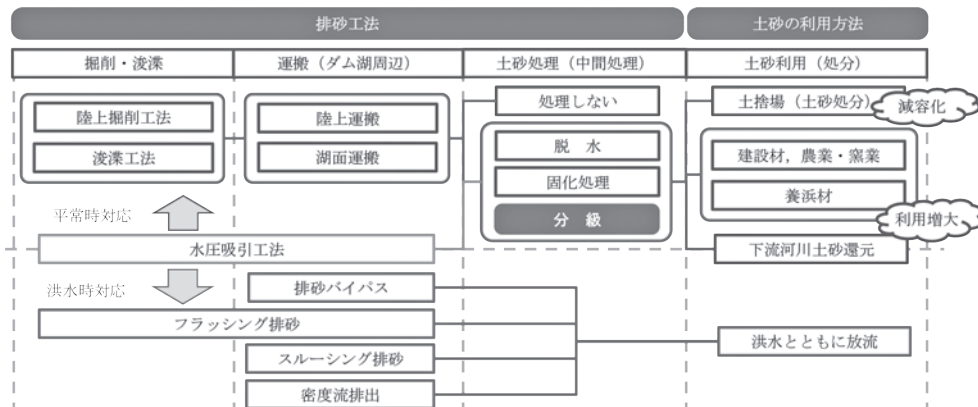 排砂工法
土砂の利用方法
掘削・浚渫
運搬（ダム湖周辺）
土砂処理（中間処理）
土砂利用（処分）
陸上掘削工法
浚渫工法
陸上運搬
湖面運搬
処理しない
脱 水
固化処理
分 級
土捨場（土砂処分）
減容化
建設材，農業・窯業
養浜材
利用増大
平常時対応
水圧吸引工法
下流河川土砂還元
洪水時対応
排砂バイパス
フラッシング排砂
スルーシング排砂
密度流排出
洪水とともに放流